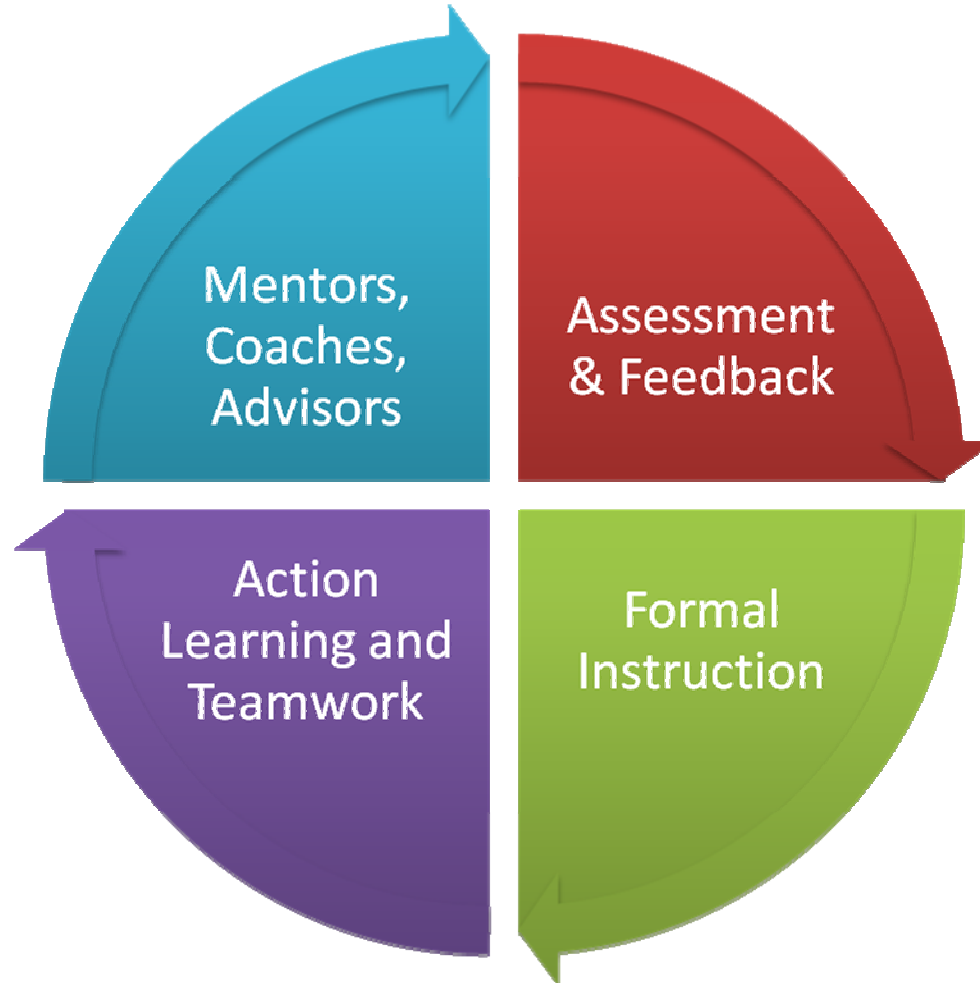 Mentors,
Coaches,
Advisors
Assessment
& Feedback
Action
Learning and
Teamwork
Formal
Instruction